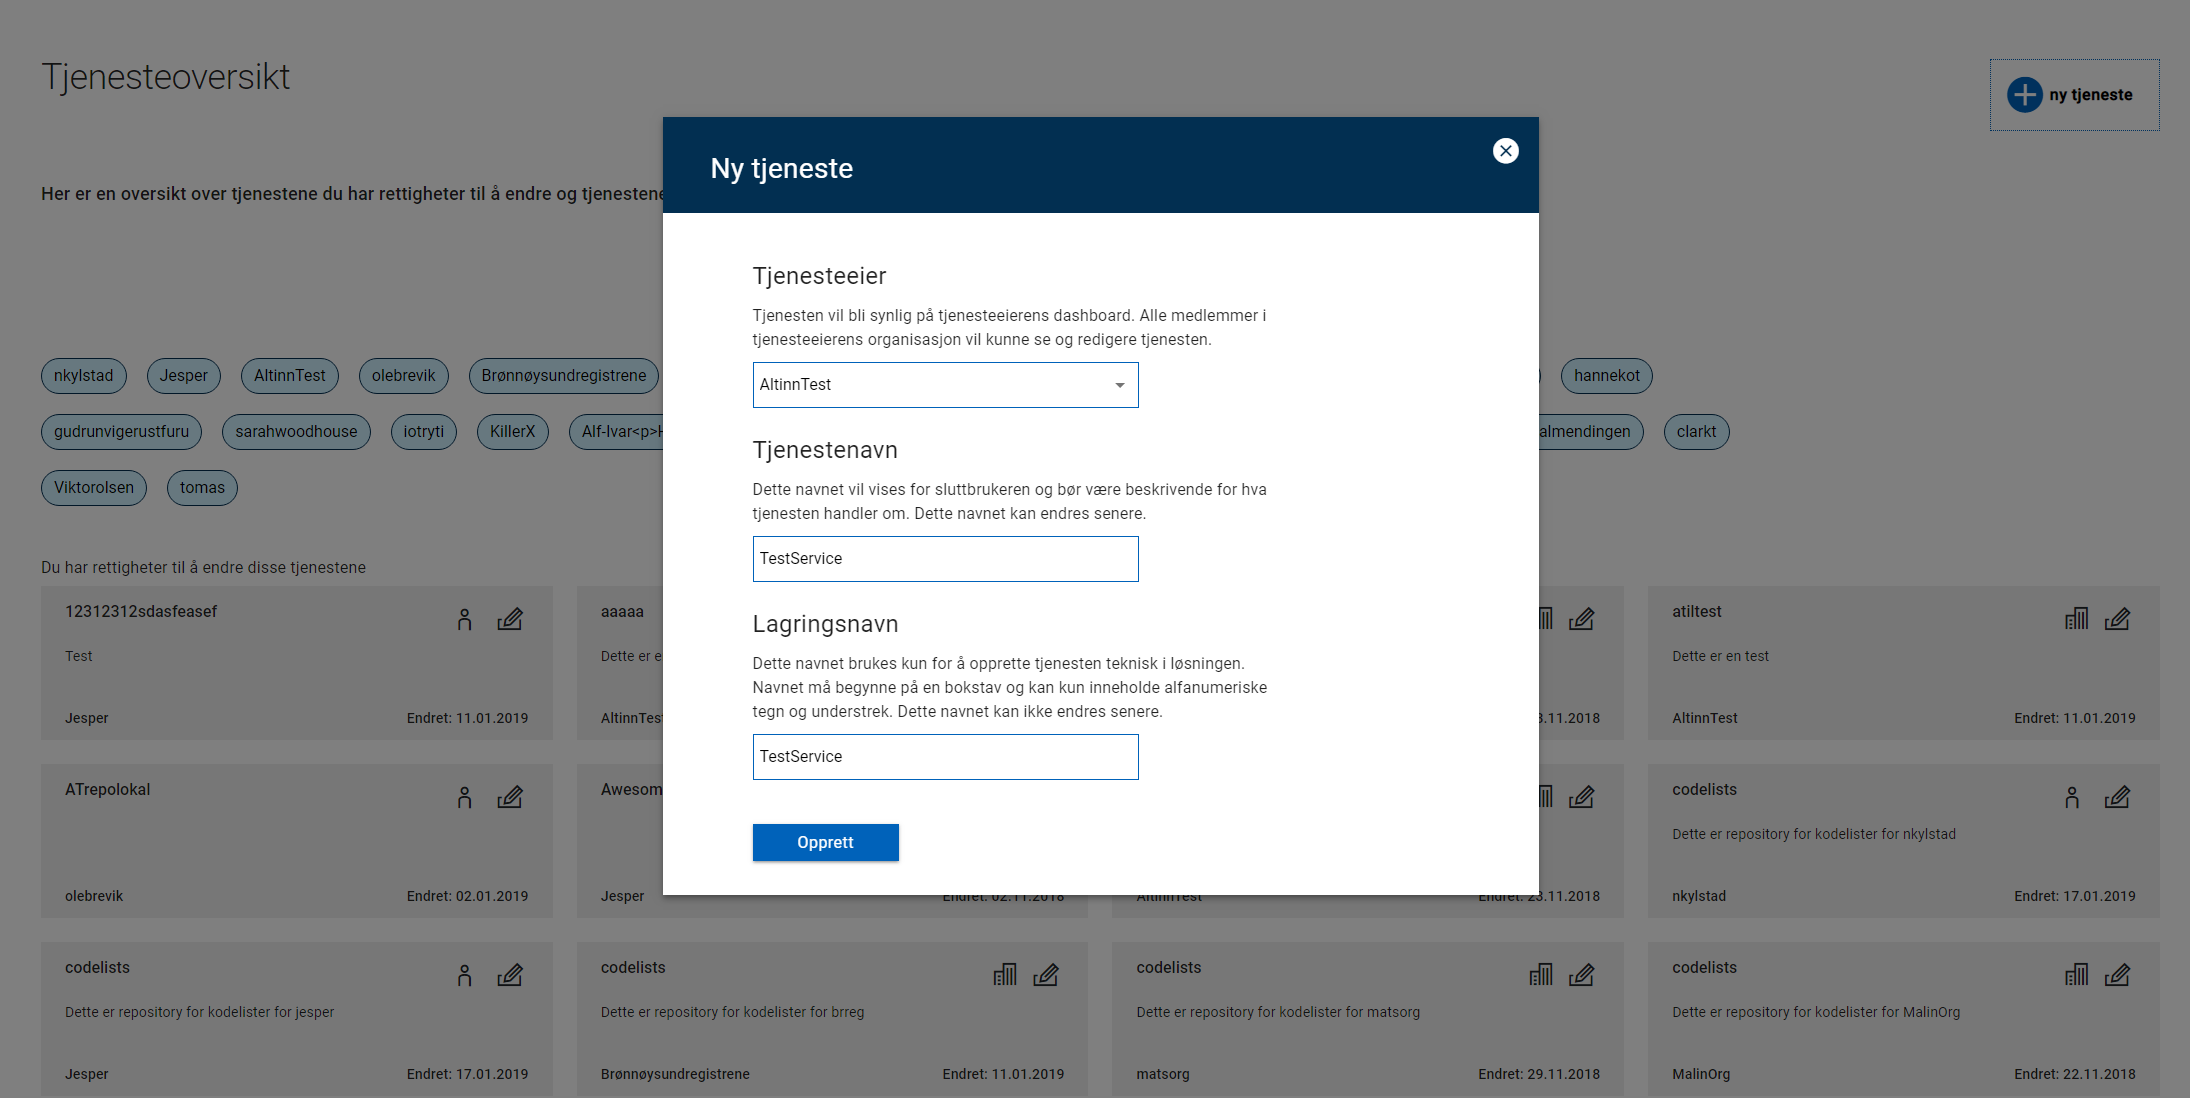 Tjenesteoversikt
ny tjeneste
Her er en oversikt over tjenestene du har rettigheter til å endre og tjenestene
nkylstad
Jesper
AltinnTest
olebrevik
Brønnøysundregistrene
hannekot
gudrunvigerustfuru
sarahwoodhouse
iotryti
KillerX
Alf-Ivar<p>
almendingen
clarkt
Viktorolsen
tomas
Ny tjeneste
Tjenesteeier
Tjenesten vil bli synlig på tjenesteeierens dashboard. Alle medlemmer i
tjenesteeierens organisasjon vil kunne se og redigere tjenesten.
AltinnTest
Tjenestenavn
Dette navnet vil vises for sluttbrukeren og bør være beskrivende for hva
tjenesten handler om. Dette navnet kan endres senere.
TestService
Lagringsnavn
Dette navnet brukes kun for å opprette tjenesten teknisk i løsningen.
Navnet må begynne på en bokstav og kan kun inneholde alfanumeriske
tegn og understrek. Dette navnet kan ikke endres senere.
TestService
Opprett
Du har rettigheter til å endre disse tjenestene
12312312sdasfeasef
Test
Jesper
Endret: 11.01.2019
aaaaa
Dette er e
AltinnTes
3.11.2018
atiltest
Dette er en test
AltinnTest
Endret: 11.01.2019
ATrepolokal
olebrevik
Endret: 02.01.2019
Awesom
Jesper
Endret: 02.11.2018
AltinnTest
Endret: 23.11.2018
codelists
Dette er repository for kodelister for nkylstad
nkylstad
Endret: 17.01.2019
codelists
Dette er repository for kodelister for jesper
Jesper
Endret: 17.01.2019
codelists
Dette er repository for kodelister for brreg
Brønnøysundregistrene
Endret: 11.01.2019
codelists
Dette er repository for kodelister for matsorg
matsorg
Endret: 29.11.2018
codelists
Dette er repository for kodelister for MalinOrg
MalinOrg
Endret: 22.11.2018